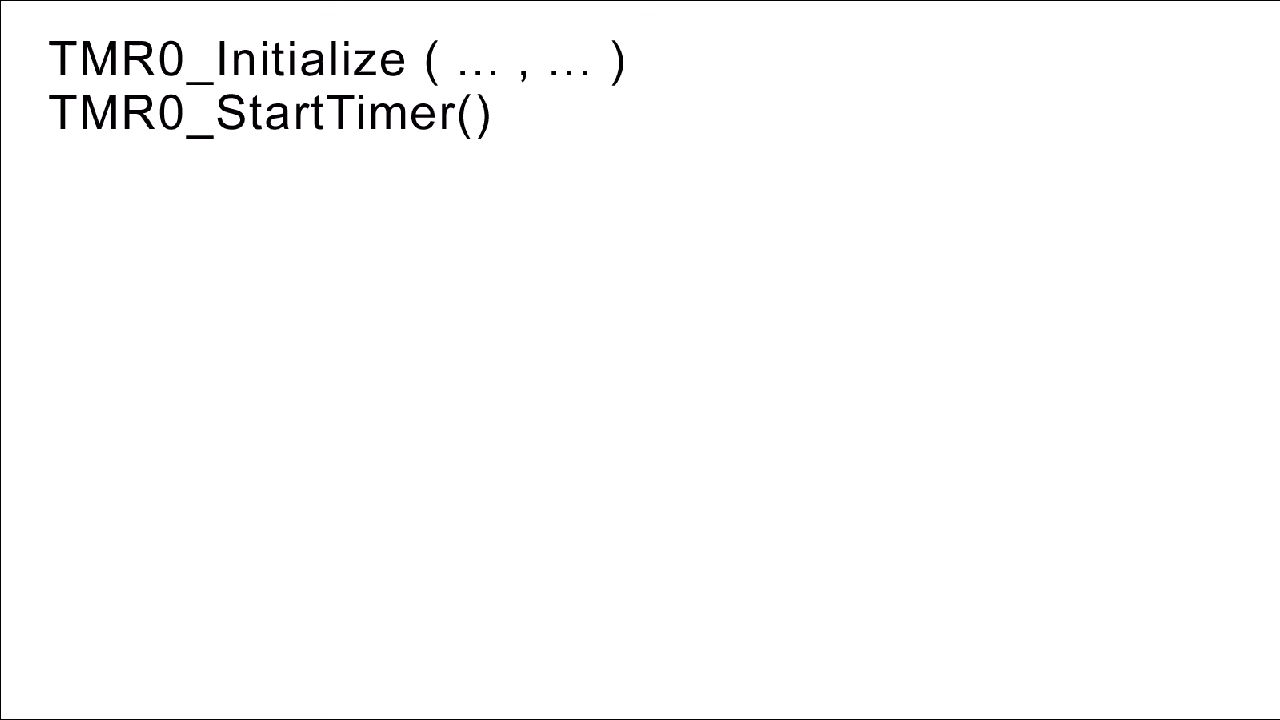 TMR0_Initialize ( ... , ... )
TMR0_StartTimer()